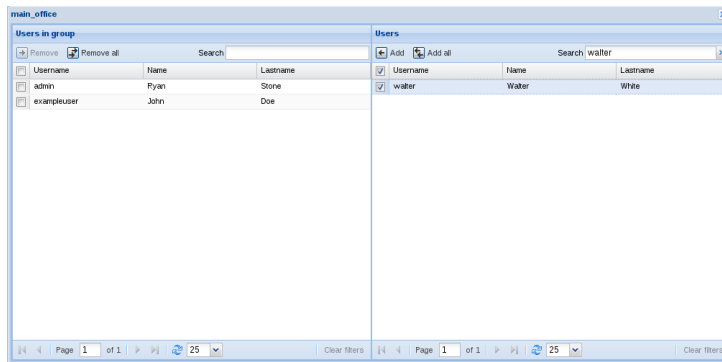 main_office
Users in group
Remove Remove all Search
Username Name Lastname
admin Ryan Stone
exampleuser John Doe
Page 1 of 1 25 Clear filters
Users
Add Add all Search walter
Username Name Lastname
walter Walter White
Page 1 of 1 25 Clear filters